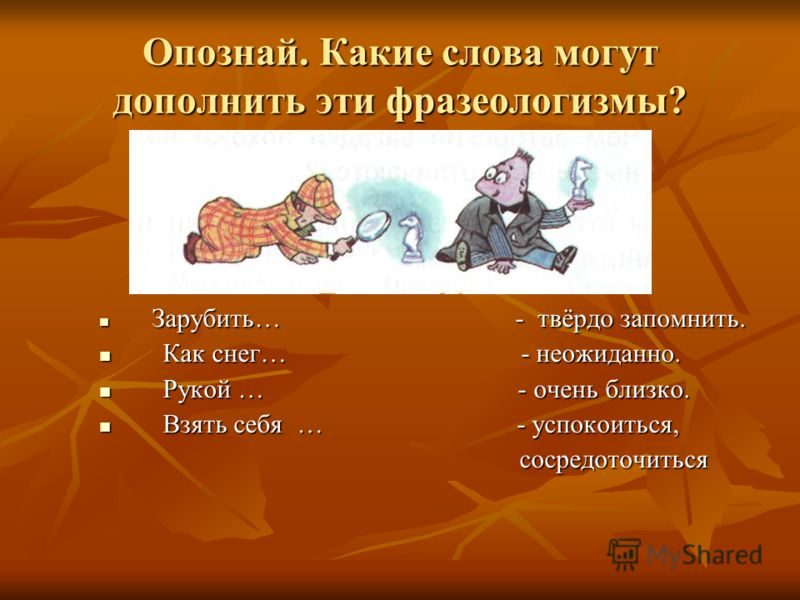 Опознай. Какие слова могут
дополнить эти фразеологизмы?
Зарубить… - твёрдо запомнить.
Как снег… - неожиданно.
Рукой … - очень близко.
Взять себя … - успокоиться,
сосредоточиться
MyShared